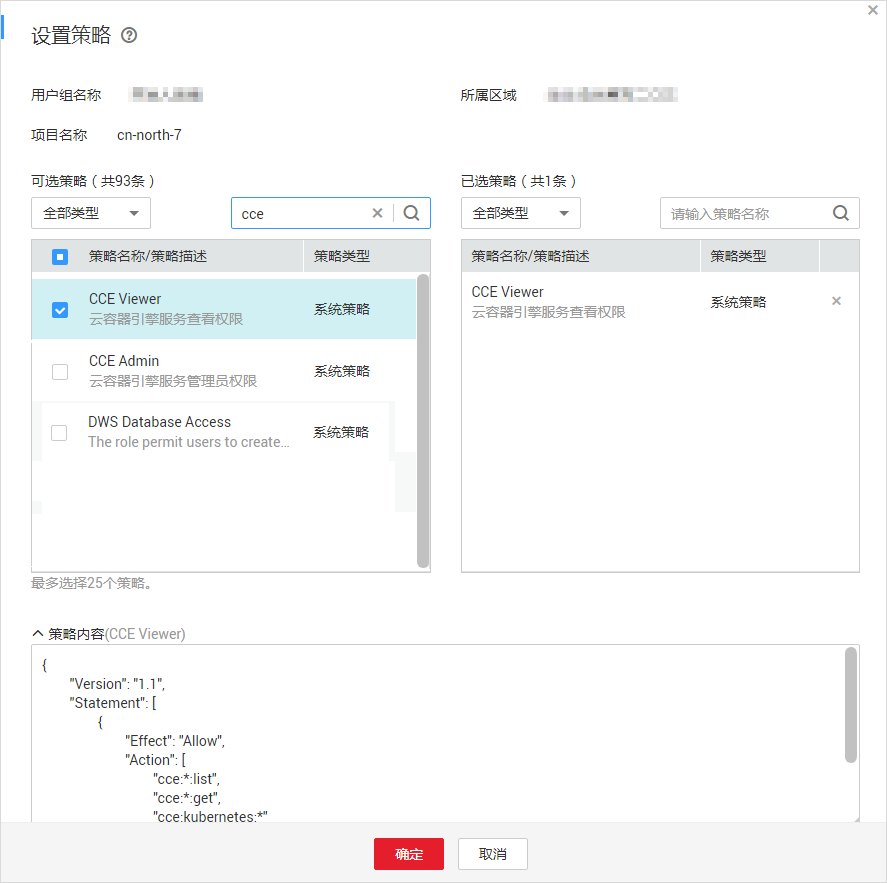 设置策略
用户组名称
所属区域
项目名称 cn-north-7
可选策略（共93条）
全部类型
cce
策略名称/策略描述 策略类型
CCE Viewer
云容器引擎服务查看权限
系统策略
CCE Admin
云容器引擎服务管理员权限
系统策略
DWS Database Access
The role permit users to create...
系统策略
最多选择25个策略。
已选策略（共1条）
全部类型
请输入策略名称
策略名称/策略描述 策略类型
CCE Viewer
云容器引擎服务查看权限
系统策略
策略内容(CCE Viewer)
{
"Version": "1.1",
"Statement": [
{
"Effect": "Allow",
"Action": [
"cce:*:list",
"cce:*:get",
"cce:kubernetes:*"
确定
取消